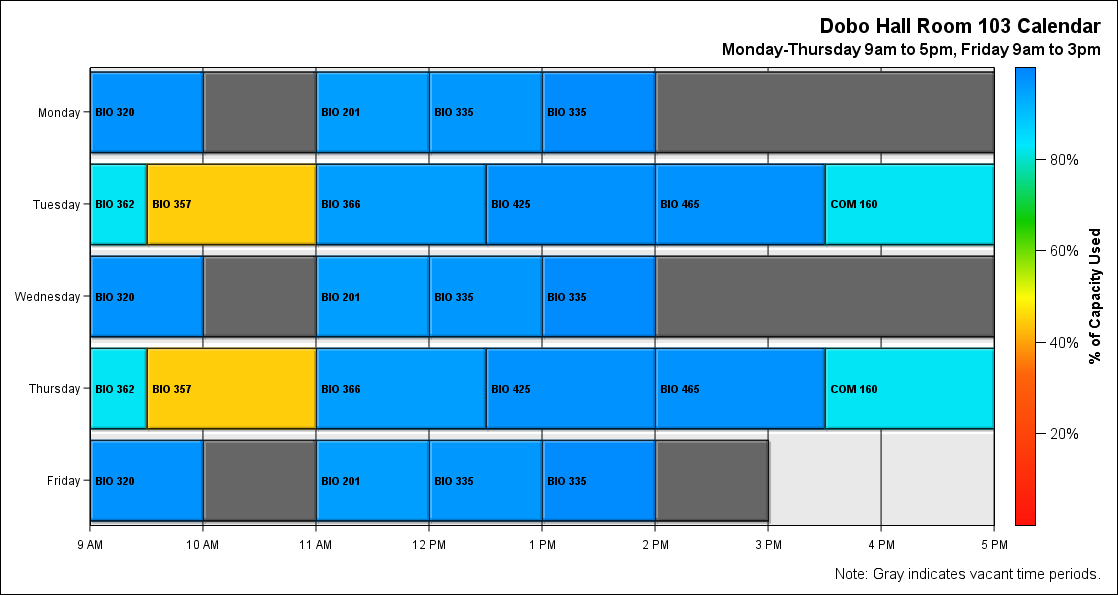 Dobo Hall Room 103 Calendar
Monday-Thursday 9am to 5pm, Friday 9am to 3pm
Monday
BIO 320
BIO 201
BIO 335
BIO 335
Tuesday
BIO 362
BIO 357
BIO 366
BIO 425
BIO 465
COM 160
Wednesday
BIO 320
BIO 201
BIO 335
BIO 335
Thursday
BIO 362
BIO 357
BIO 366
BIO 425
BIO 465
COM 160
Friday
BIO 320
BIO 201
BIO 335
BIO 335
9 AM
10 AM
11 AM
12 PM
1 PM
2 PM
3 PM
4 PM
5 PM
80%
60%
40%
20%
% of Capacity Used
Note: Gray indicates vacant time periods.